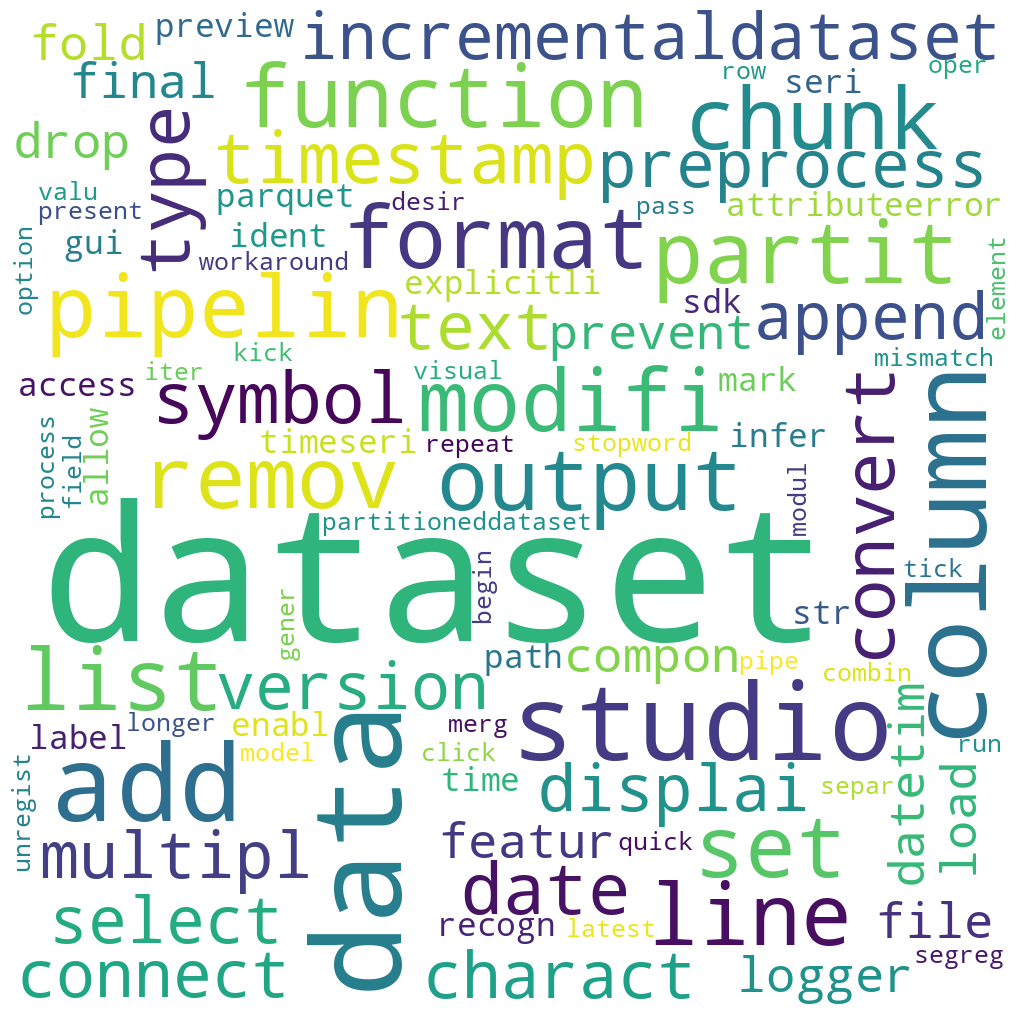 fold
preview
incrementaldataset
final
function
row
seri
oper
chunk
drop
type
timestamp
preprocess
valu
present
parquet
desir
pass
attributeerror
gui
ident
format
partit
option
workaround
pipelin
explicitli
text
prevent
sdk
append
element
kick
access
iter
symbol
visual
modifi
mark
mismatch
timeseri
repeat
stopword
infer
convert
column
process
field
allow
remov
output
modul
partitioneddataset
dataset
gener
begin
str
tick
list
version
path
compon
pipe
combin
datetim
label
longer
enabl
model
data
merg
click
studio
run
unregist
add
time
displai
separ
load
multipl
featur
quick
set
select
date
recogn
latest
line
file
segreg
connect
charact
logger